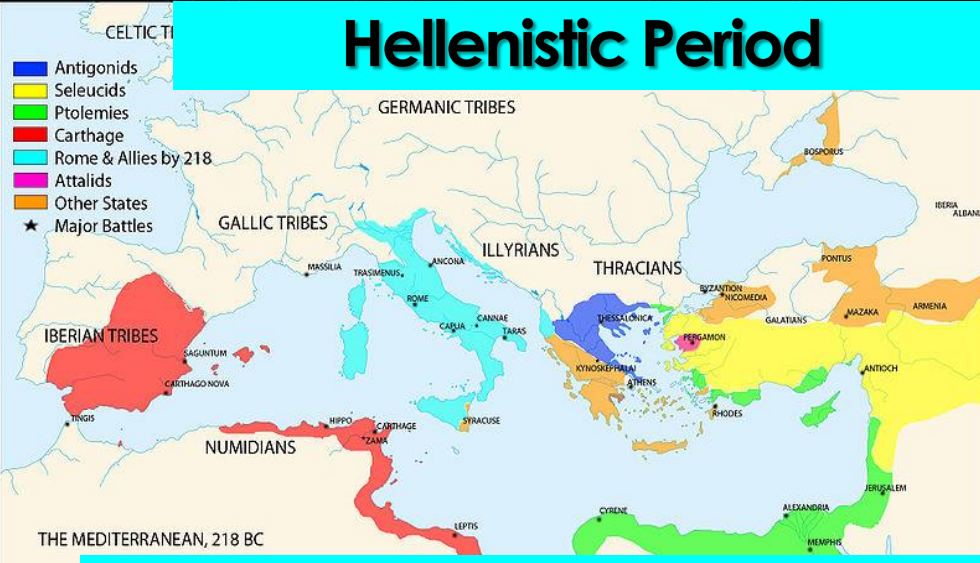 Hellenistic Period
CELTIC T
Antigonids
Seleucids
Ptolemies
Carthage
Rome & Allies by 218
Attalids
Other States
Major Battles
GERMANIC TRIBES
BOSPORUS
IBERIA
ALBAN
GALLIC TRIBES
ILLYRIANS
THRACIANS
MASSILIA
TRASIMENUS
ANCONA
PONTUS
BYZANTION
NICOMEDIA
ROME
CAPUA
CANNAE
TARAS
THESSALONICA
GALATIANS
MAZAKA
ARMENIA
IBERIAN TRIBES
PERGAMON
SAGUNTUM
KYNOSKEPHALAI
ANTIOCH
CARTHAGO NOVA
ATHENS
TINGIS
HIPPO
CARTHAGE
SYRACUSE
RHODES
ZAMA
NUMIDIANS
JERUSALEM
CYRENE
ALEXANDRIA
LEPTIS
MEMPHIS
THE MEDITERRANEAN, 218 BC